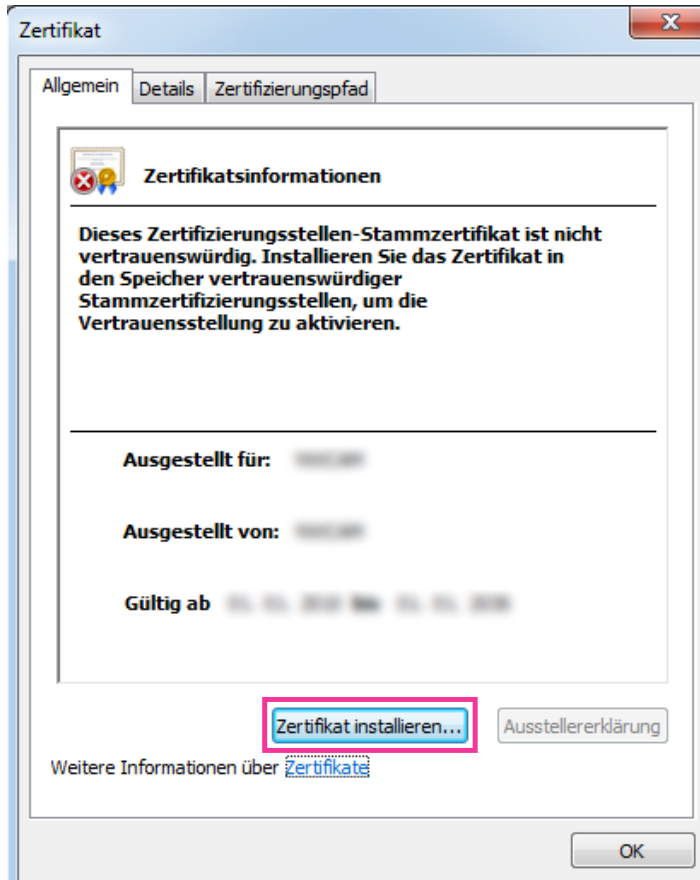 Zertifikat
Allgemein Details Zertifizierungspfad
Zertifikatsinformationen
Dieses Zertifizierungsstellen-Stammzertifikat ist nicht
vertrauenswürdig. Installieren Sie das Zertifikat in
den Speicher vertrauenswürdiger
Stammzertifizierungsstellen, um die
Vertrauensstellung zu aktivieren.
Ausgestellt für:
Ausgestellt von:
Gültig ab
Zertifikat installieren... Ausstellererklärung
Weitere Informationen über Zertifikate
OK